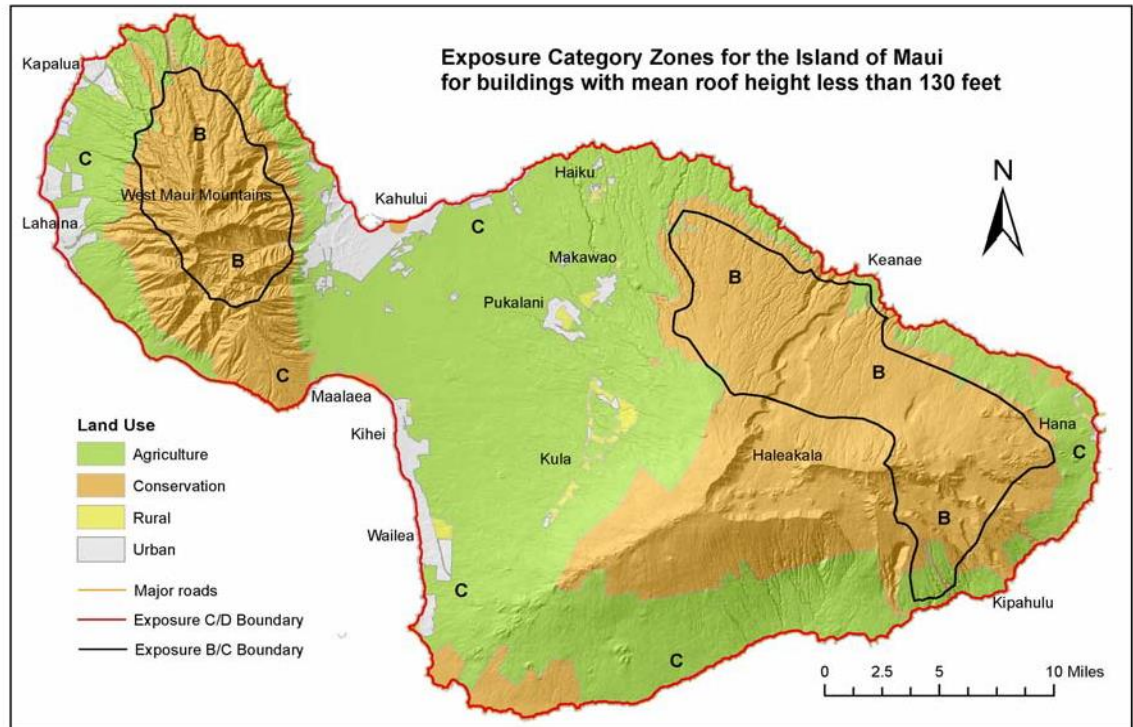 Exposure Category Zones for the Island of Maui
for buildings with mean roof height less than 130 feet
Kapalua
B
C
West Maui Mountains
Lahaina
B
C
Kahului
C
Haiku
Makawao
Pukalani
N
B
Keanae
B
Maalaea
Kihei
Kula
Haleakala
Hana
C
Wailea
B
C
Kipahulu
C
Land Use
Agriculture
Conservation
Rural
Urban
Major roads
Exposure C/D Boundary
Exposure B/C Boundary
0 2.5 5 10 Miles